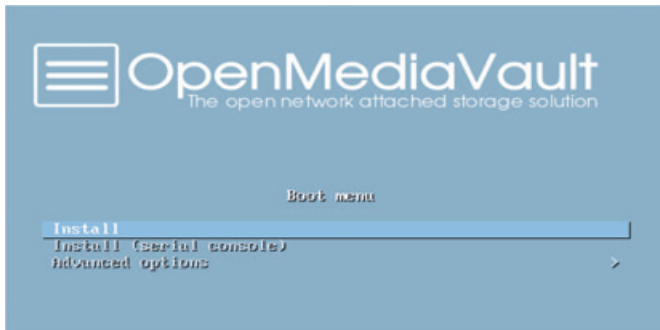 OpenMediaVault
The open network attached storage solution
Boot menu
Install
Install (serial console)
Advanced options >